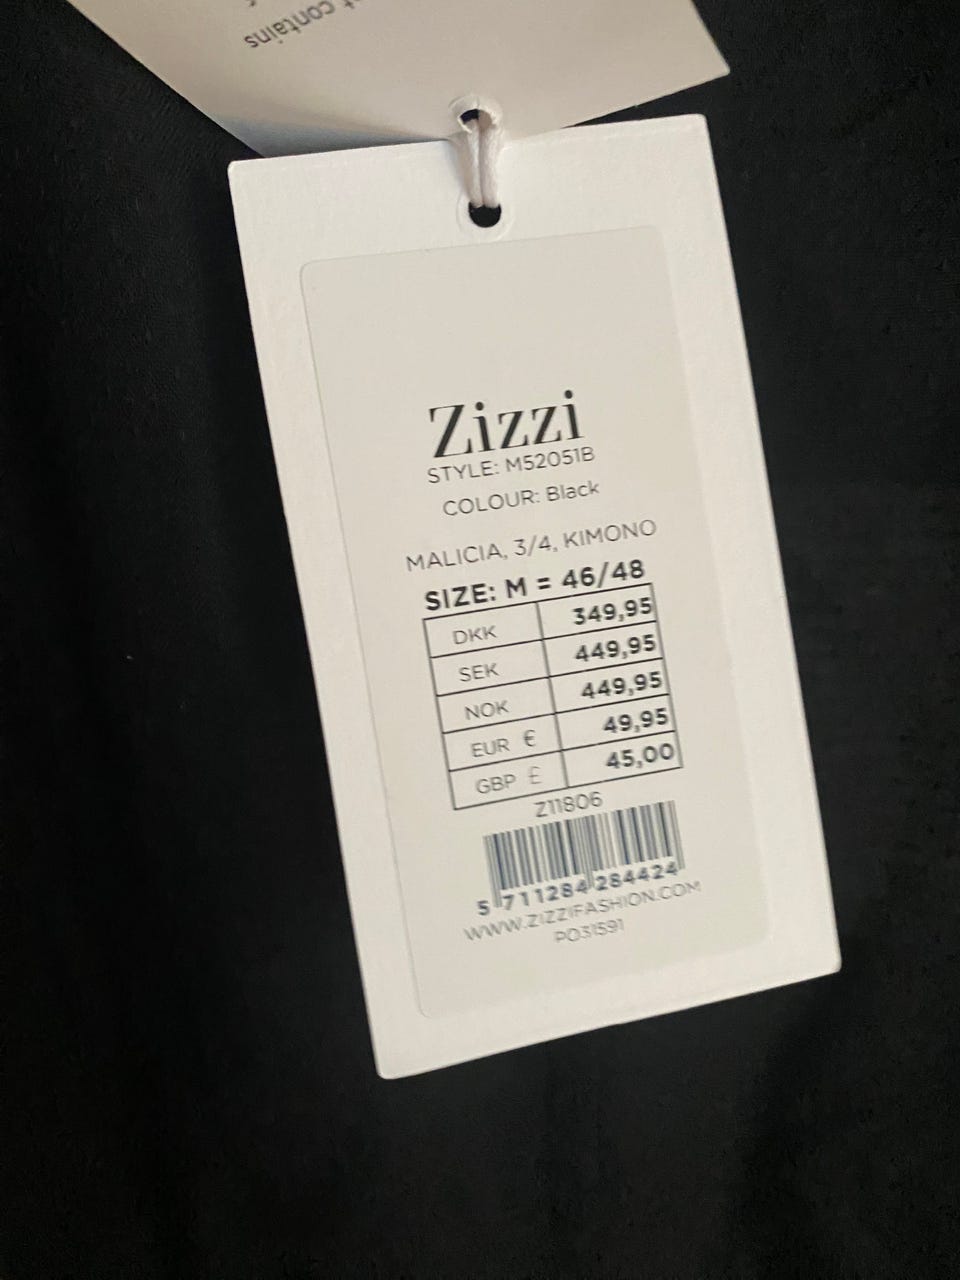 contains
Zizzi
STYLE: M52051B
COLOUR: Black
MALICIA, 3/4, KIMONO
SIZE: M = 46/48
DKK 349,95
SEK 449,95
NOK 449,95
EUR € 49,95
GBP £ 45,00
Z11806
5 711284 284424
WWW.ZIZZIFASHION.COM
PO31591